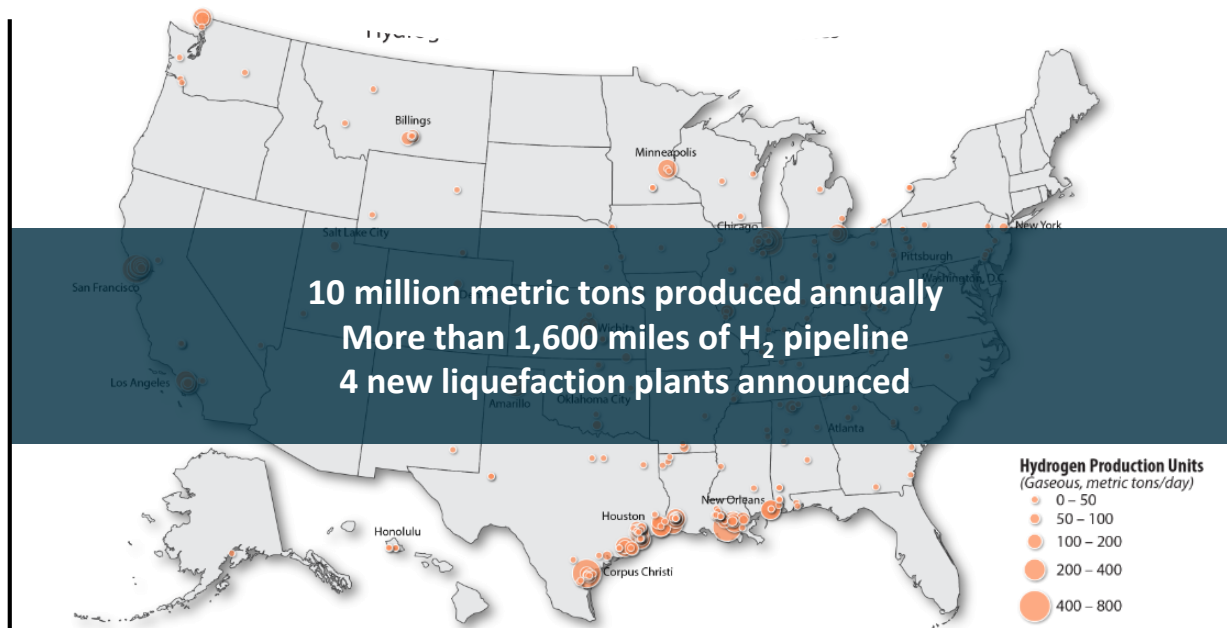 Billings
Minneapolis
Chicago
New York
Salt Lake City
Pittsburgh
Washington, D.C.
San Francisco
10 million metric tons produced annually
More than 1,600 miles of H₂ pipeline
4 new liquefaction plants announced
Wichita
Los Angeles
Amarillo
Oklahoma City
Atlanta
New Orleans
Houston
Honolulu
Corpus Christi
Hydrogen Production Units
(Gaseous, metric tons/day)
0 – 50
50 – 100
100 – 200
200 – 400
400 – 800